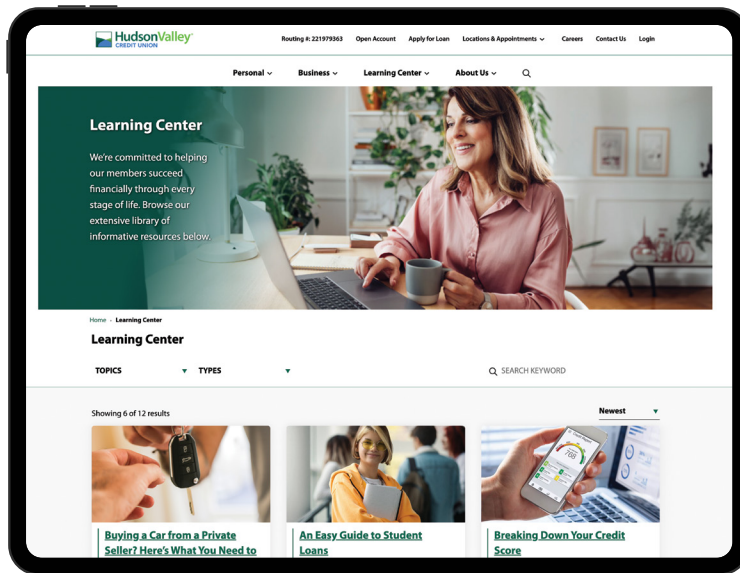 HudsonValley
CREDIT UNION
Routing #: 221979363 Open Account Apply for Loan Locations & Appointments Careers Contact Us Login
Personal Business Learning Center About Us
Learning Center
We're committed to helping
our members succeed
financially through every
stage of life. Browse our
extensive library of
informative resources below.
Home - Learning Center
Learning Center
TOPICS TYPES SEARCH KEYWORD
Showing 6 of 12 results
Newest
708
Buying a Car from a Private
Seller? Here's What You Need to
An Easy Guide to Student
Loans
Breaking Down Your Credit
Score